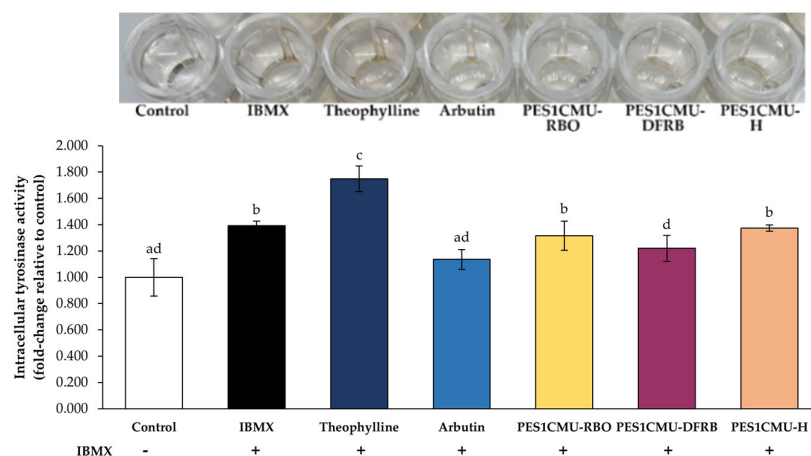 Control IBMX Theophylline Arbutin PES1CMU- PES1CMU- PES1CMU-
RBO DFRB H
Intracellular tyrosinase activity
(fold-change relative to control)
2.000
1.800
1.600
1.400
1.200
1.000
0.800
0.600
0.400
0.200
0.000
ad b c ad b d b
Control IBMX Theophylline Arbutin PES1CMU-RBO PES1CMU-DFRB PES1CMU-H
IBMX - + + + + + +